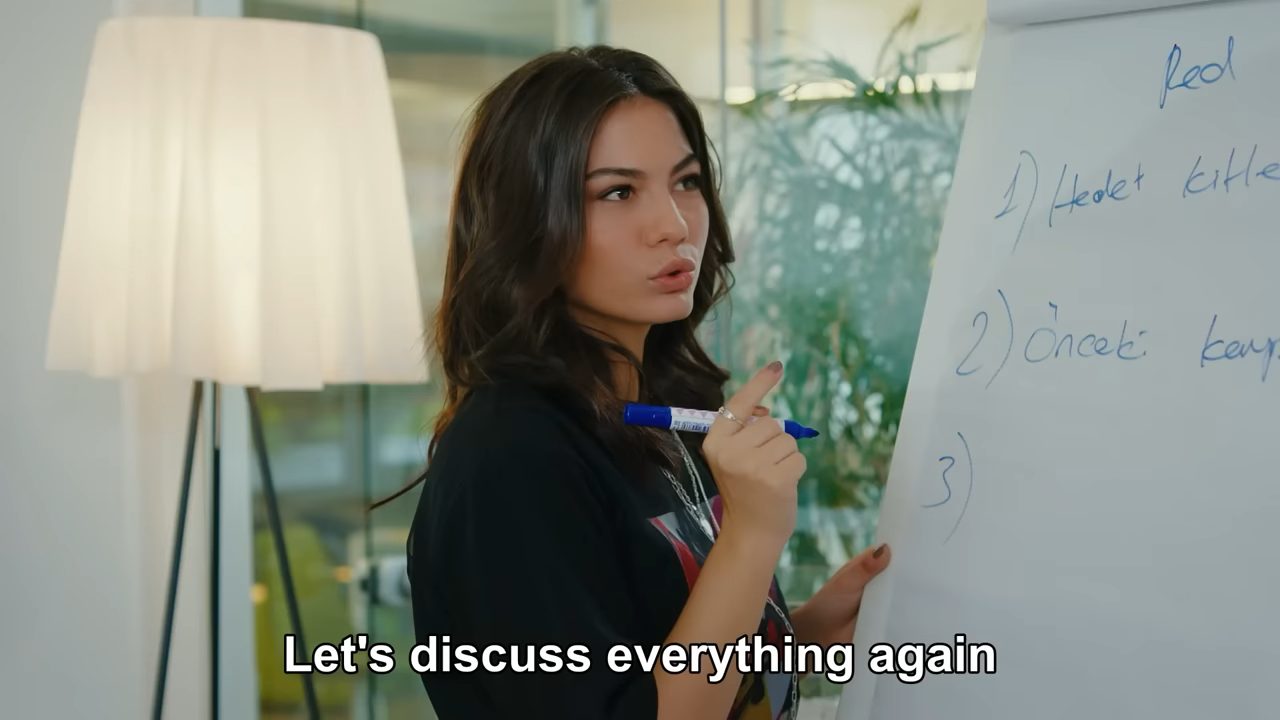 Red
1) Hedef kitle
2) Önceki kamp
3)
Let's discuss everything again